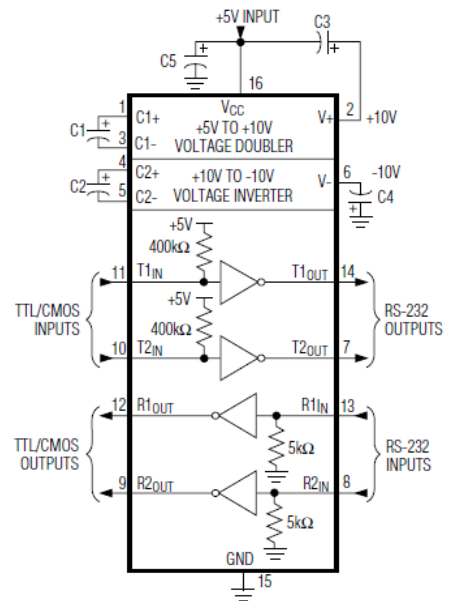 +5V INPUT
C3
+
C5
+
16
1
C1+
VCC
V+
2
+10V
C1
+
+5V TO +10V
VOLTAGE DOUBLER
3
C1-
4
C2+
+10V TO -10V
VOLTAGE INVERTER
V-
6
-10V
C2
+
5
C2-
C4
+
+5V
400kΩ
11
T1IN
T1OUT
14
+5V
TTL/CMOS
INPUTS
400kΩ
RS-232
OUTPUTS
10
T2IN
T2OUT
7
12
R1OUT
R1IN
13
TTL/CMOS
OUTPUTS
5kΩ
RS-232
INPUTS
9
R2OUT
R2IN
8
5kΩ
GND
15